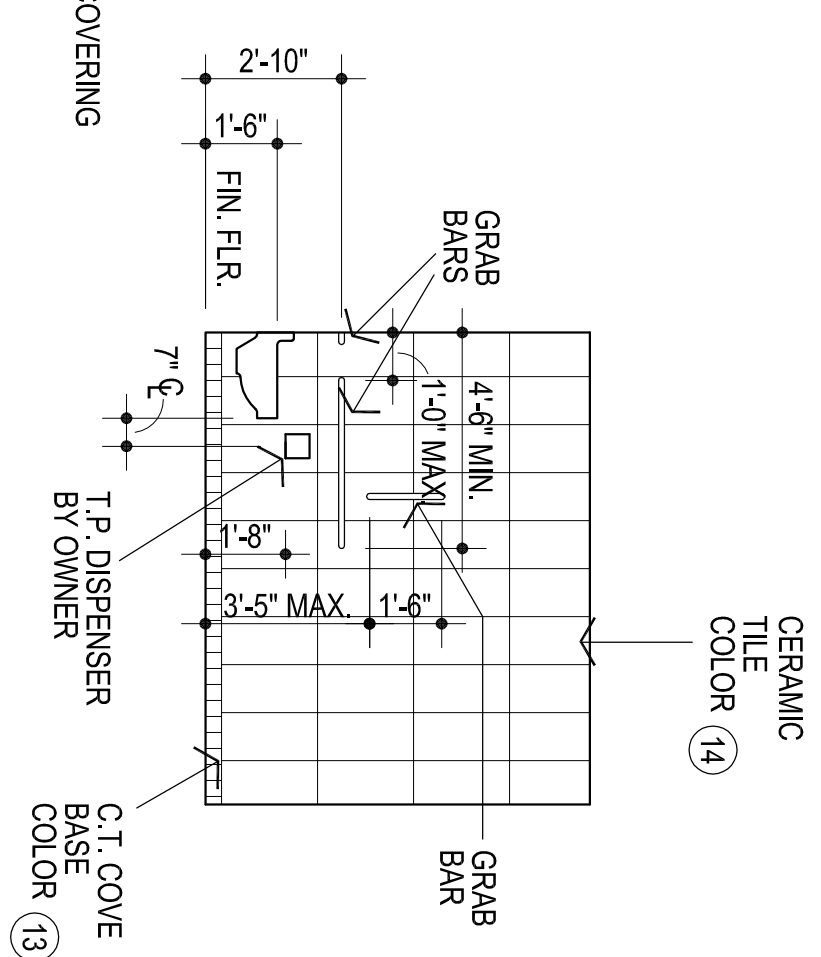 COVERING
2'-10"
1'-6"
FIN. FLR.
GRAB
BARS
7" CL
4'-6" MIN.
1'-0" MAX.
T.P. DISPENSER
BY OWNER
1'-8"
3'-5" MAX.
1'-6"
CERAMIC
TILE
COLOR 14
GRAB
BAR
C.T. COVE
BASE
COLOR 13